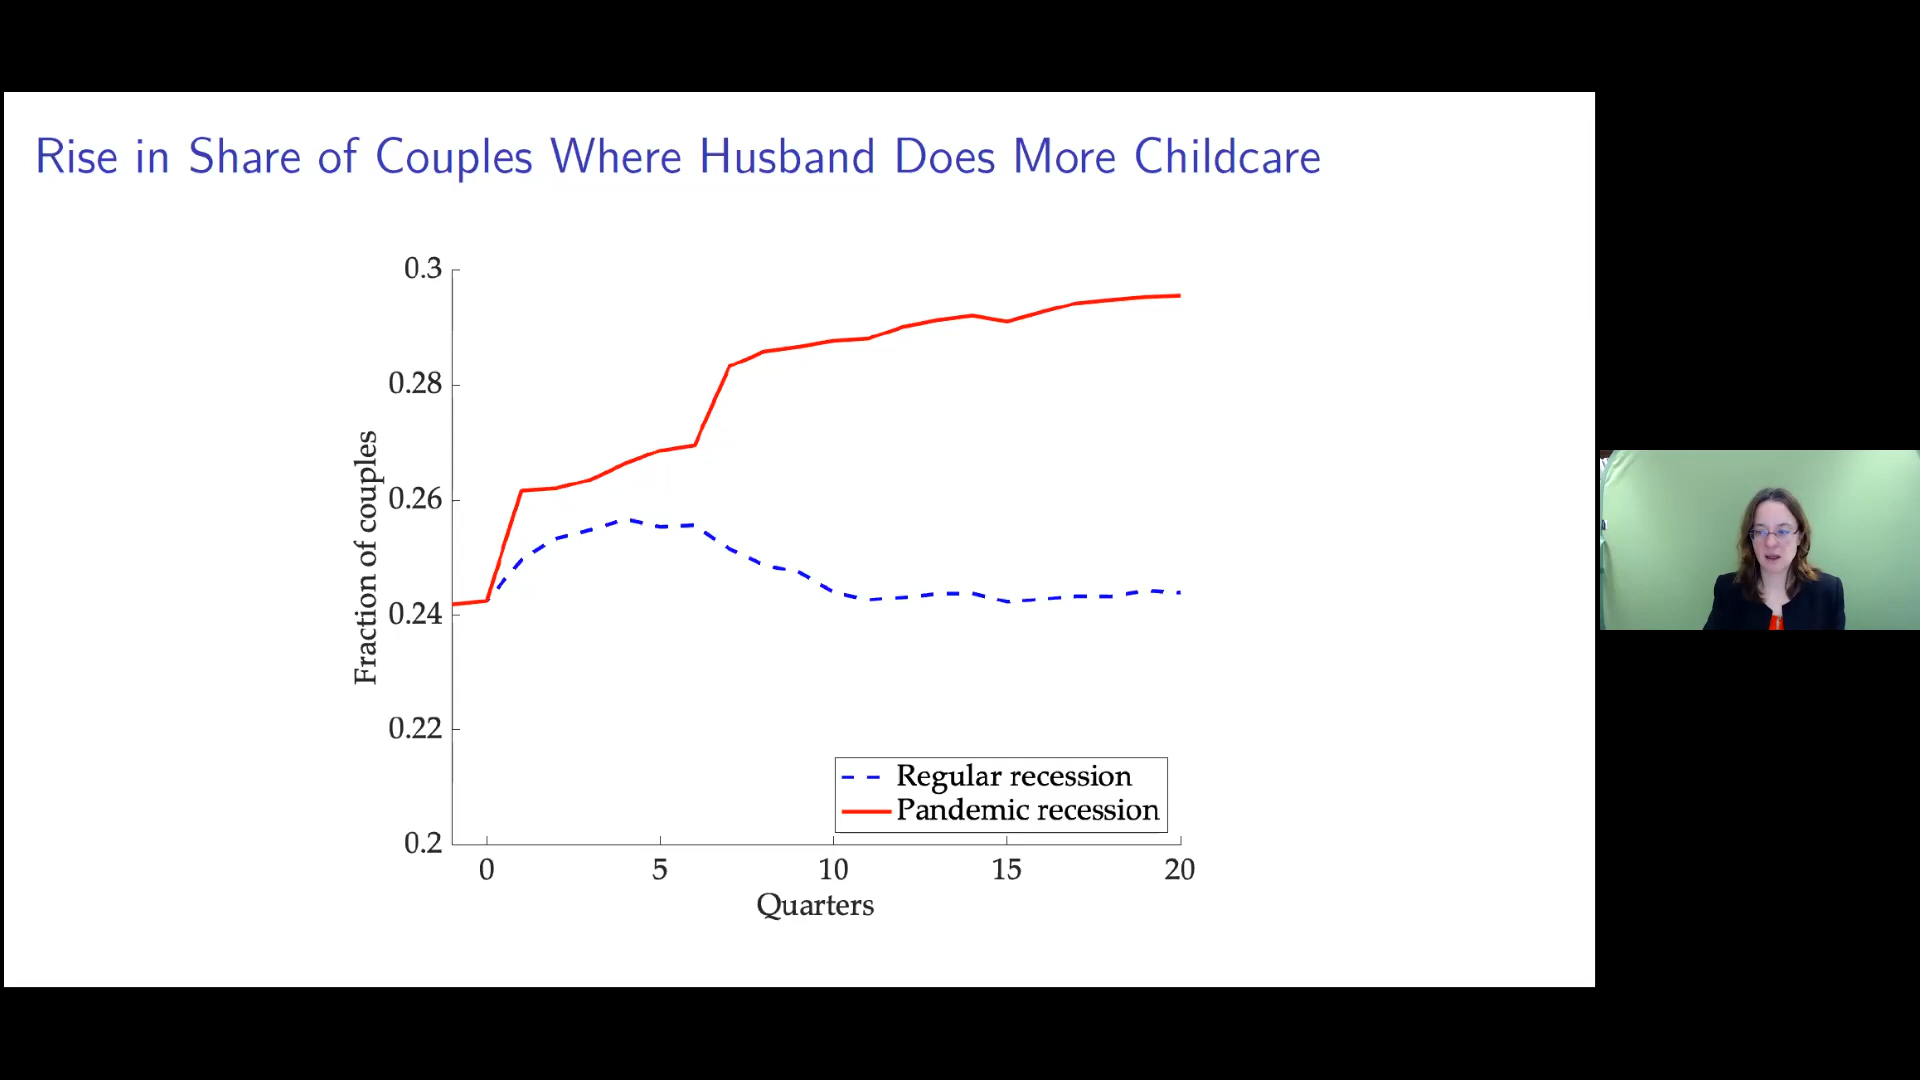 Rise in Share of Couples Where Husband Does More Childcare
0.3
0.28
0.26
0.24
0.22
0.2
Fraction of couples
0 5 10 15 20
Quarters
Regular recession
Pandemic recession